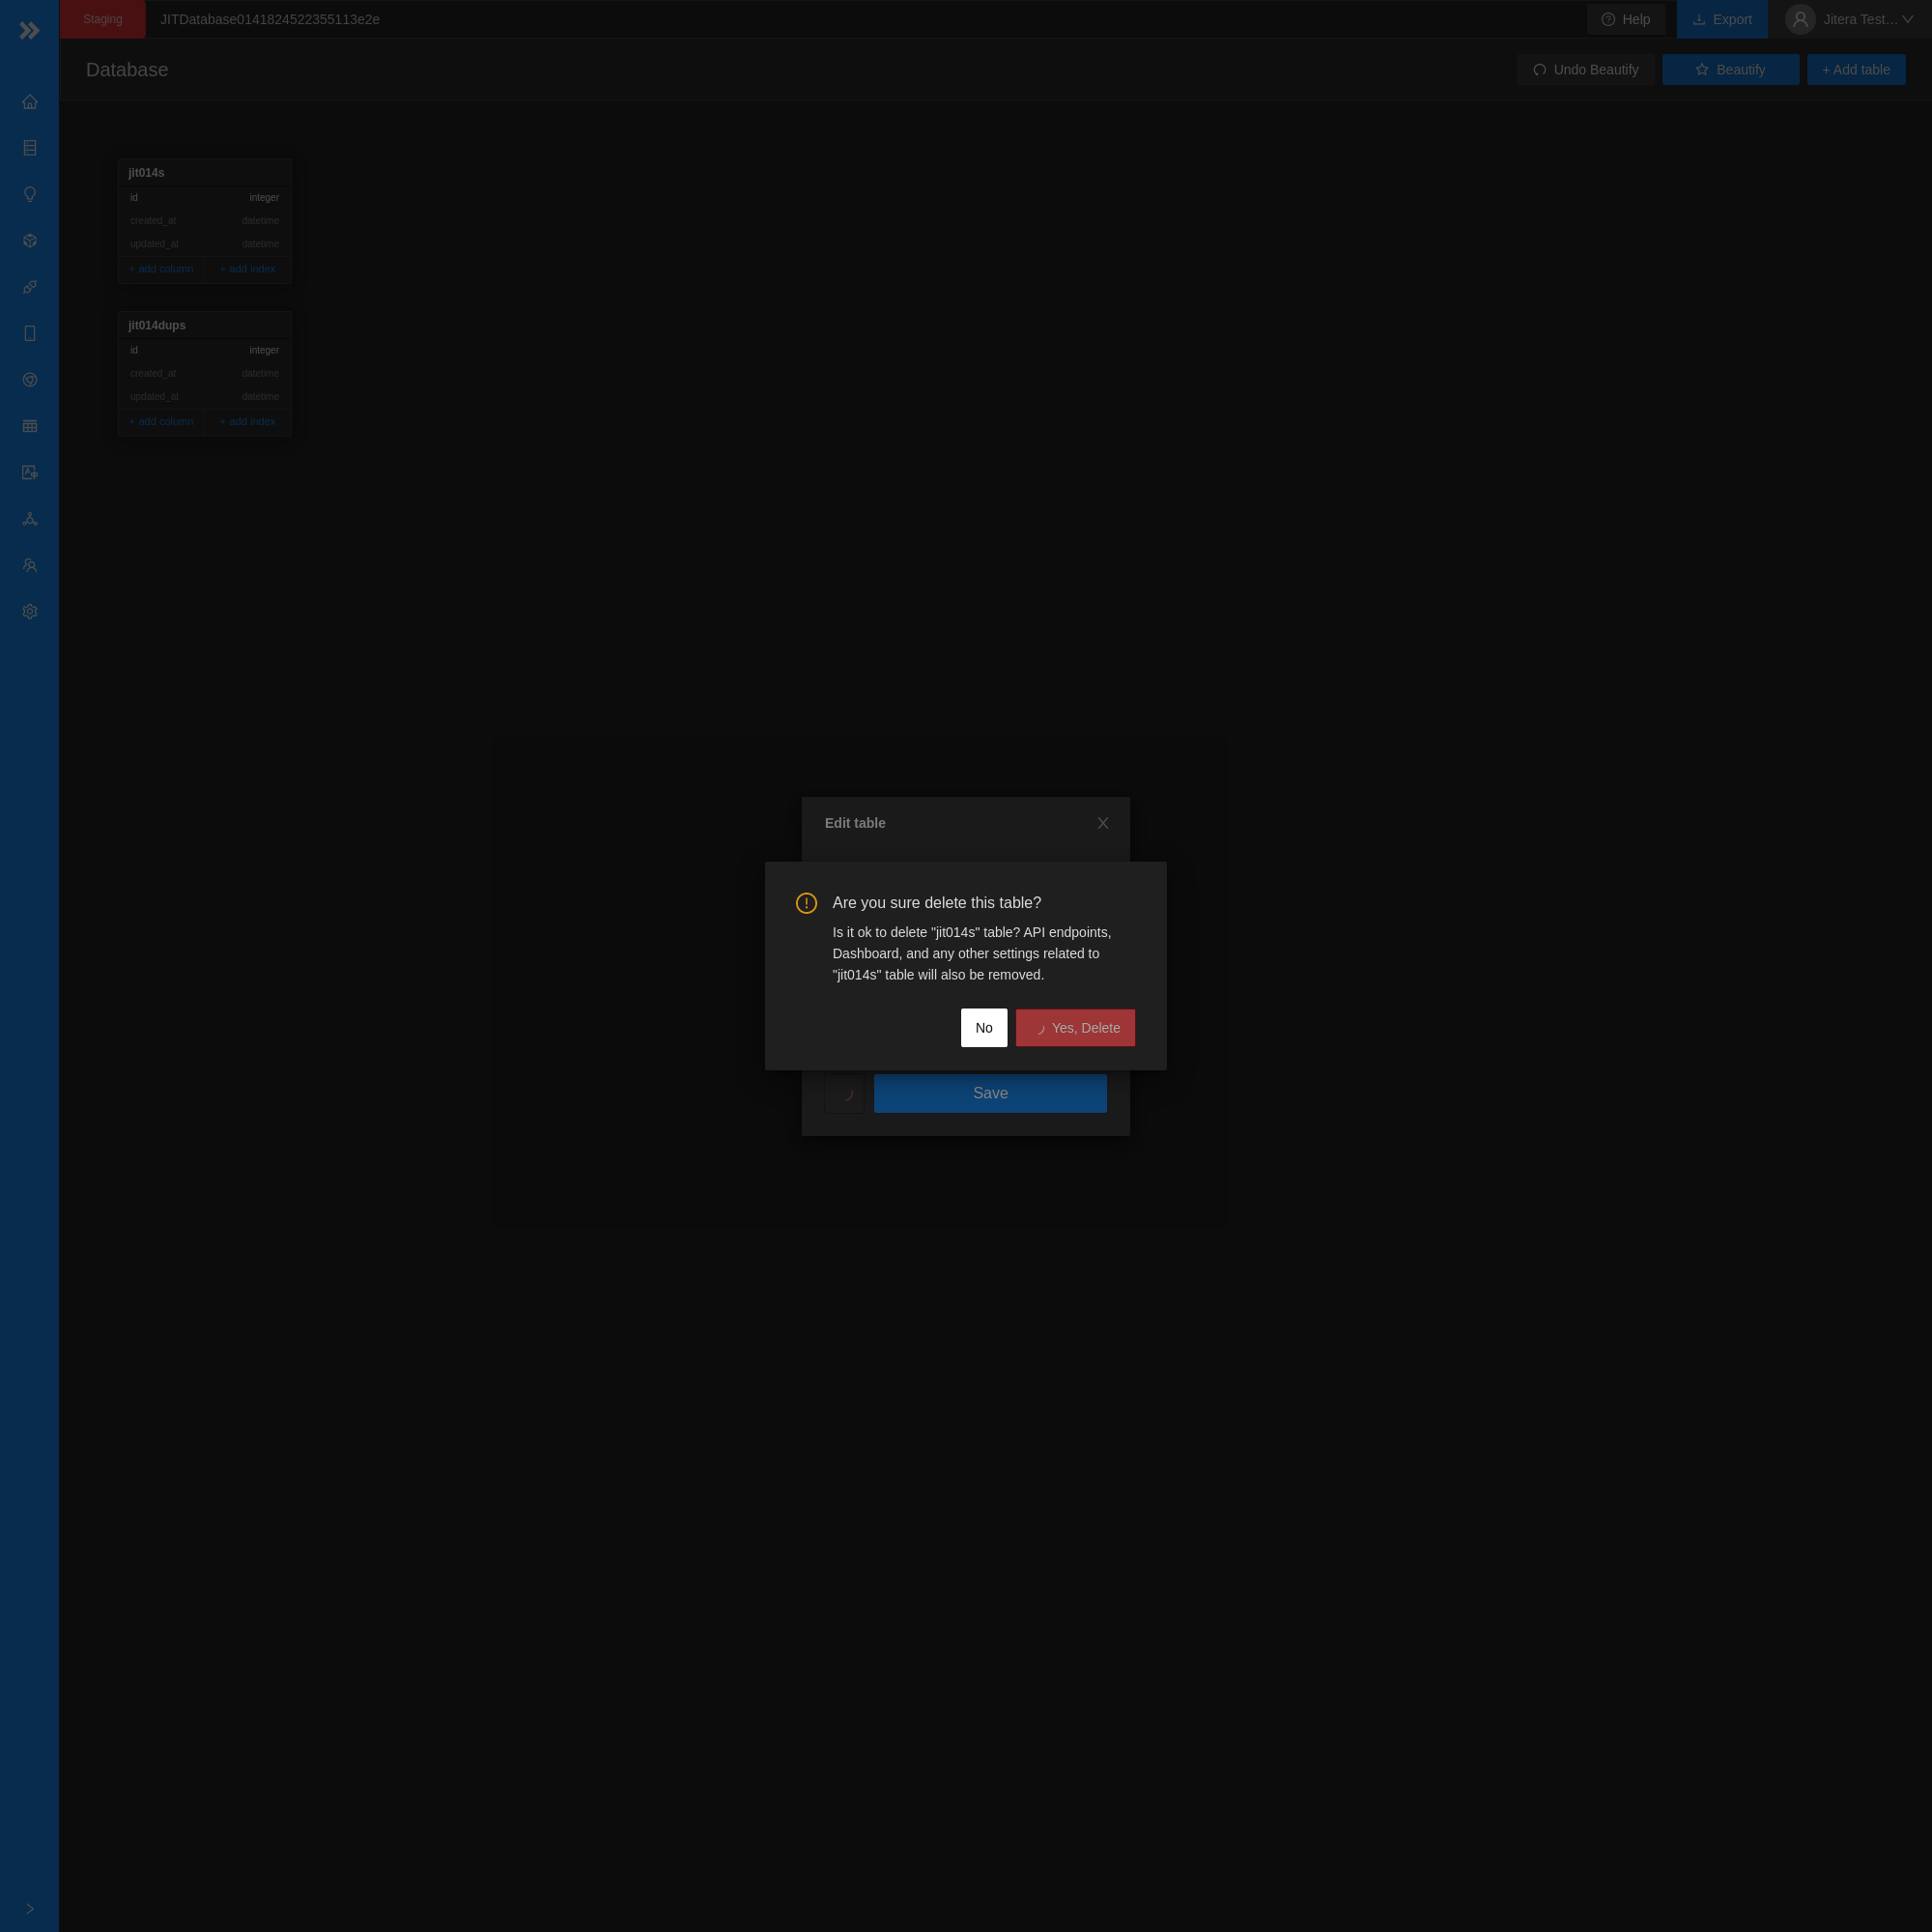 Staging
JITDatabase0141824522355113e2e
Help
Export
Jitera Test...
Database
Undo Beautify
Beautify
+ Add table
jit014s
id integer
created_at datetime
updated_at datetime
+ add column + add index
jit014dups
id integer
created_at datetime
updated_at datetime
+ add column + add index
Edit table
Are you sure delete this table?
Is it ok to delete "jit014s" table? API endpoints,
Dashboard, and any other settings related to
"jit014s" table will also be removed.
No
Yes, Delete
Save